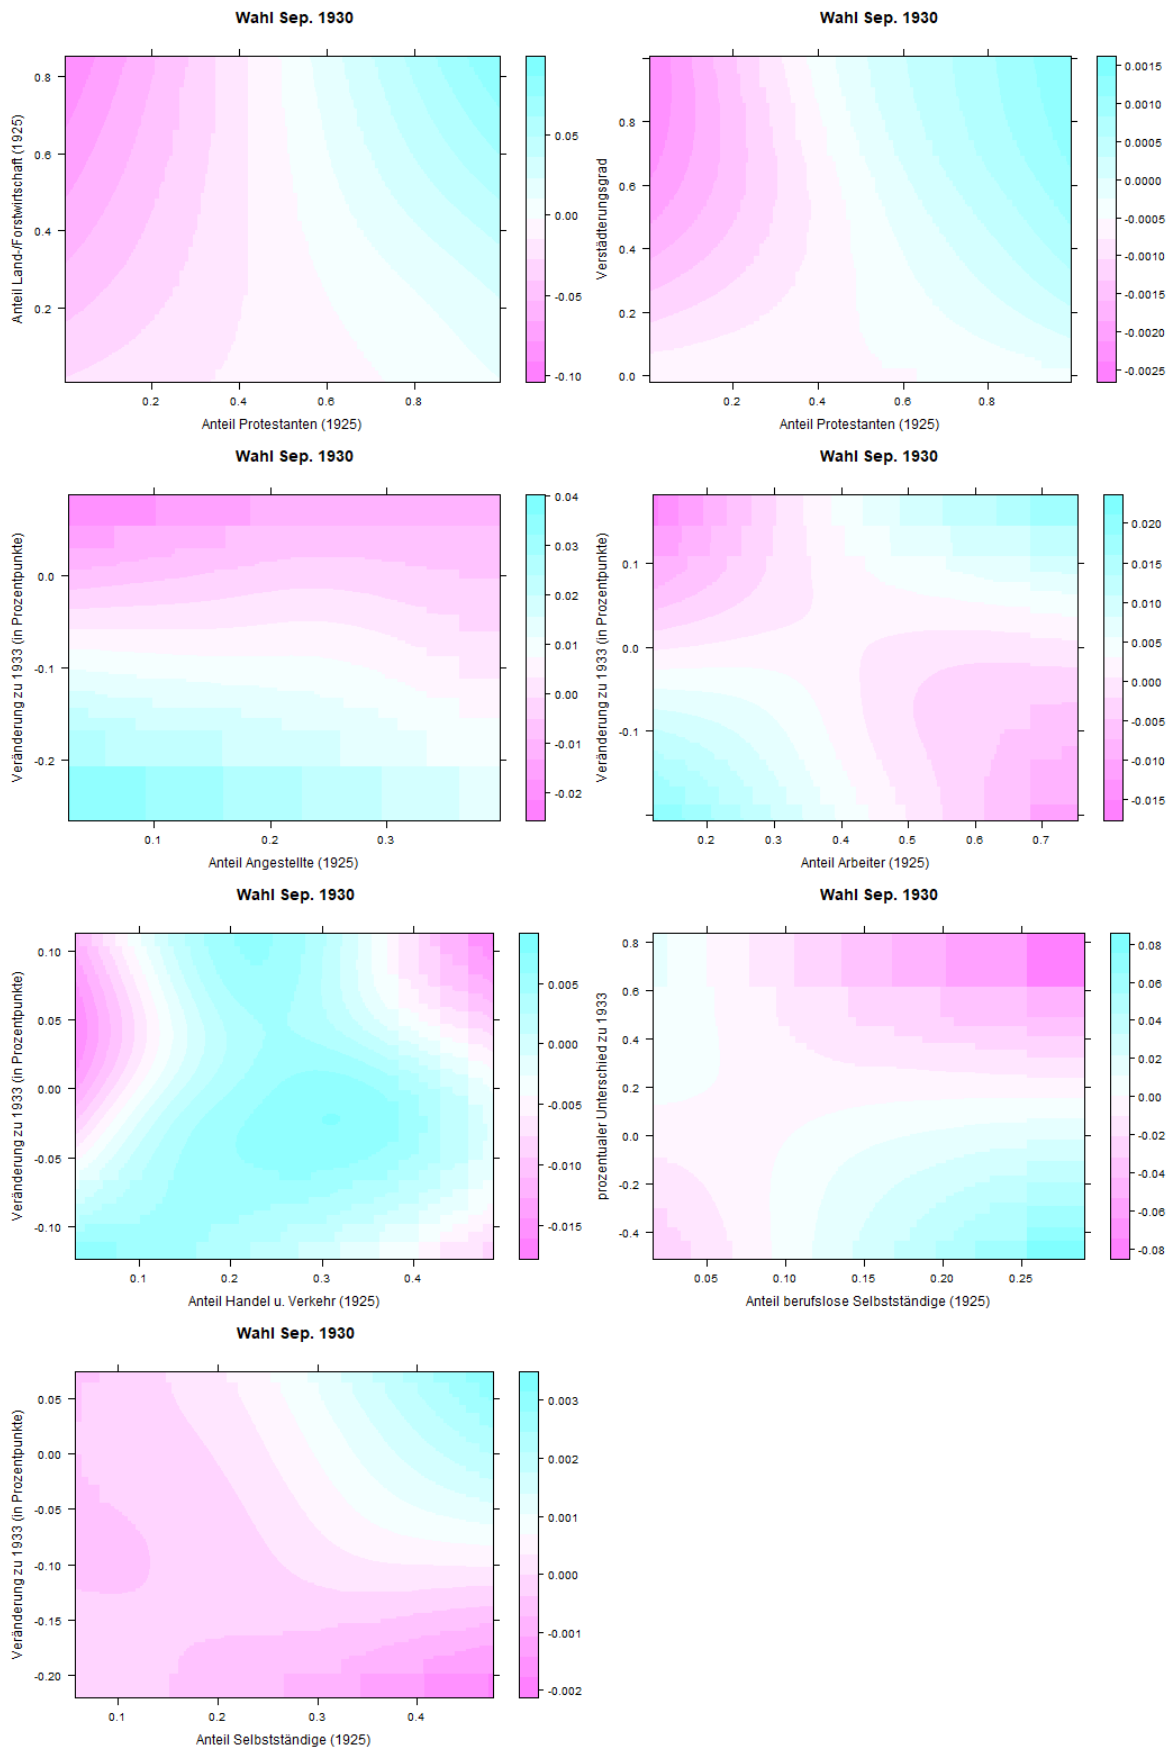 Wahl Sep. 1930
Anteil Land-/Forstwirtschaft (1925)
0.8
0.6
0.4
0.2
0.2 0.4 0.6 0.8
Anteil Protestanten (1925)
0.05
0.00
-0.05
-0.10
Wahl Sep. 1930
Verstädterungsgrad
0.8
0.6
0.4
0.2
0.0
0.2 0.4 0.6 0.8
Anteil Protestanten (1925)
0.0015
0.0010
0.0005
0.0000
-0.0005
-0.0010
-0.0015
-0.0020
-0.0025
Wahl Sep. 1930
Veränderung zu 1933 (in Prozentpunkte)
0.0
-0.1
-0.2
0.1 0.2 0.3
Anteil Angestellte (1925)
0.04
0.03
0.02
0.01
0.00
-0.01
-0.02
Wahl Sep. 1930
Veränderung zu 1933 (in Prozentpunkte)
0.1
0.0
-0.1
0.2 0.3 0.4 0.5 0.6 0.7
Anteil Arbeiter (1925)
0.020
0.015
0.010
0.005
0.000
-0.005
-0.010
-0.015
Wahl Sep. 1930
Veränderung zu 1933 (in Prozentpunkte)
0.10
0.05
0.00
-0.05
-0.10
0.1 0.2 0.3 0.4
Anteil Handel u. Verkehr (1925)
0.005
0.000
-0.005
-0.010
-0.015
Wahl Sep. 1930
prozentualer Unterschied zu 1933
0.8
0.6
0.4
0.2
0.0
-0.2
-0.4
0.05 0.10 0.15 0.20 0.25
Anteil berufslose Selbstständige (1925)
0.08
0.06
0.04
0.02
0.00
-0.02
-0.04
-0.06
-0.08
Wahl Sep. 1930
Veränderung zu 1933 (in Prozentpunkte)
0.05
0.00
-0.05
-0.10
-0.15
-0.20
0.1 0.2 0.3 0.4
Anteil Selbstständige (1925)
0.003
0.002
0.001
0.000
-0.001
-0.002